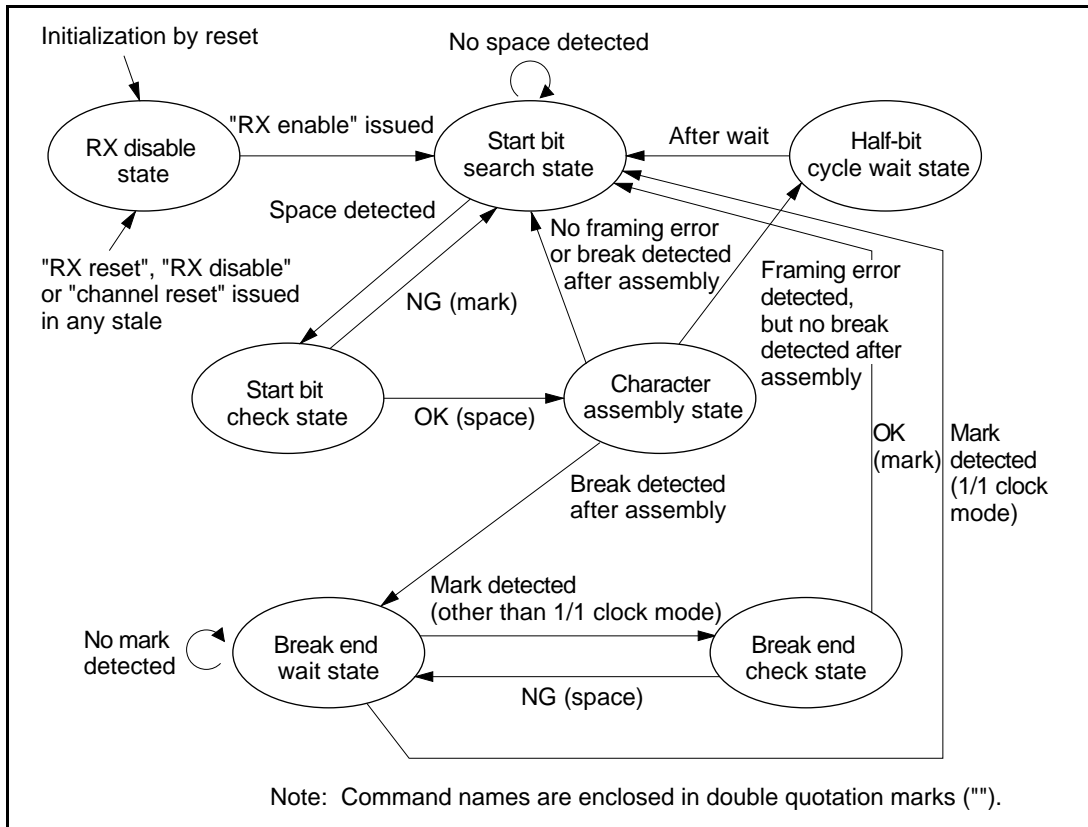 Initialization by reset
No space detected
RX disable
state
"RX enable" issued
Start bit
search state
After wait
Half-bit
cycle wait state
Space detected
No framing error
or break detected
after assembly
"RX reset", "RX disable"
or "channel reset" issued
in any stale
NG (mark)
Framing error
detected,
but no break
detected after
assembly
Start bit
check state
OK (space)
Character
assembly state
OK
(mark)
Mark
detected
(1/1 clock
mode)
Break detected
after assembly
Mark detected
(other than 1/1 clock mode)
No mark
detected
Break end
wait state
Break end
check state
NG (space)
Note: Command names are enclosed in double quotation marks ("").